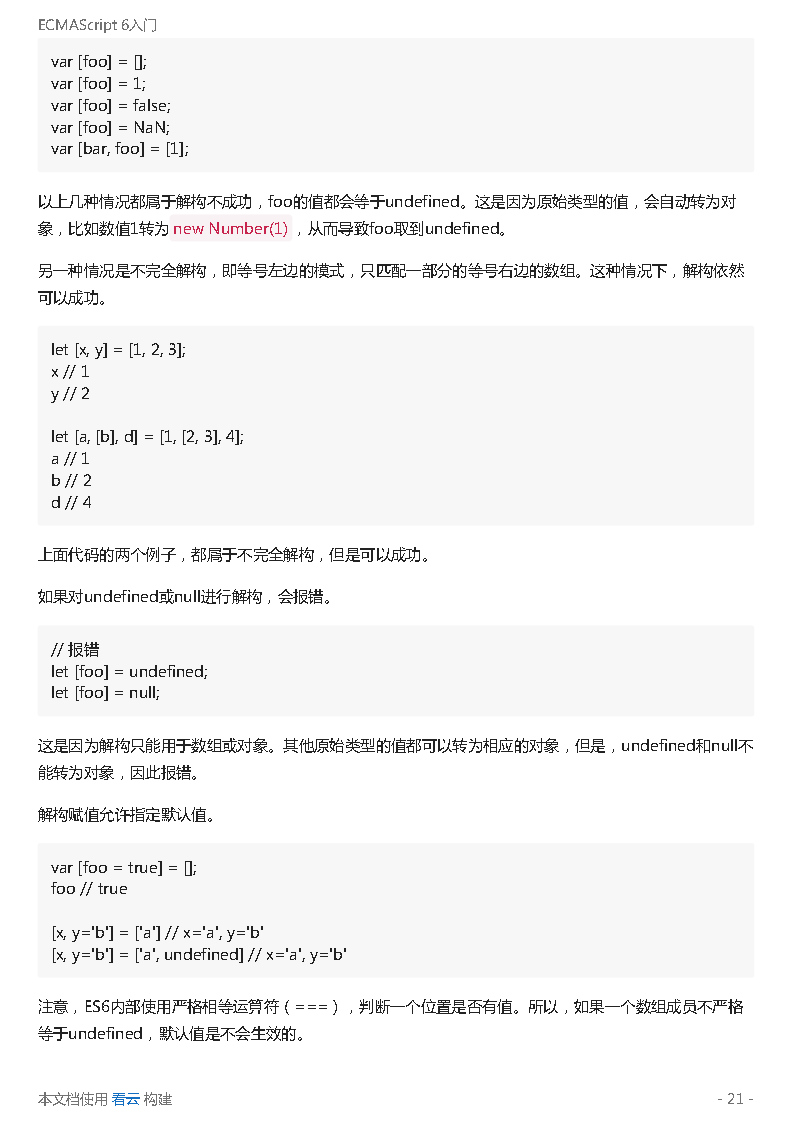 ECMAScript 6入门
var [foo] = [];
var [foo] = 1;
var [foo] = false;
var [foo] = NaN;
var [bar, foo] = [1];
以上几种情况都属于解构不成功，foo的值都会等于undefined。这是因为原始类型的值，会自动转为对
象，比如数值1转为 new Number(1) ，从而导致foo取到undefined。
另一种情况是不完全解构，即等号左边的模式，只匹配一部分的等号右边的数组。这种情况下，解构依然
可以成功。
let [x, y] = [1, 2, 3];
x // 1
y // 2
let [a, [b], d] = [1, [2, 3], 4];
a // 1
b // 2
d // 4
上面代码的两个例子，都属于不完全解构，但是可以成功。
如果对undefined或null进行解构，会报错。
// 报错
let [foo] = undefined;
let [foo] = null;
这是因为解构只能用于数组或对象。其他原始类型的值都可以转为相应的对象，但是，undefined和null不
能转为对象，因此报错。
解构赋值允许指定默认值。
var [foo = true] = [];
foo // true
[x, y='b'] = ['a'] // x='a', y='b'
[x, y='b'] = ['a', undefined] // x='a', y='b'
注意，ES6内部使用严格相等运算符（===），判断一个位置是否有值。所以，如果一个数组成员不严格
等于undefined，默认值是不会生效的。
本文档使用 看云 构建
- 21 -